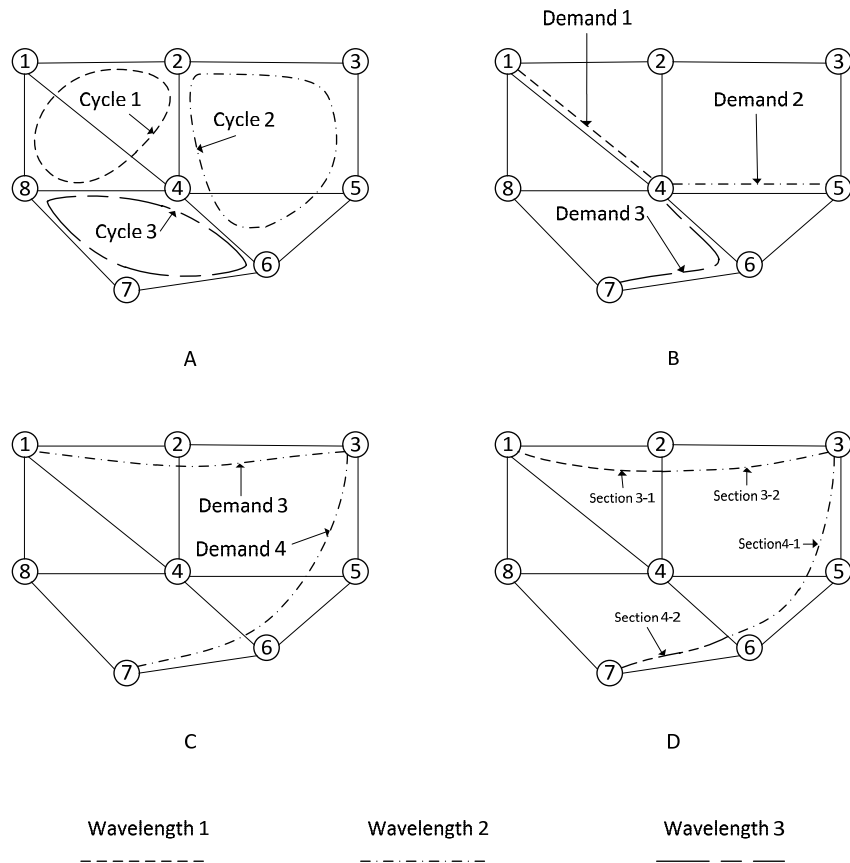 Demand 1
1
2
3
1
2
3
Cycle 1
Cycle 2
Demand 2
8
4
5
8
4
5
Cycle 3
Demand 3
6
7
6
7
A
B
1
2
3
1
2
3
Demand 3
Section 3-1
Section 3-2
Demand 4
Section4-1
8
4
5
8
4
5
Section 4-2
6
7
6
7
C
D
Wavelength 1
Wavelength 2
Wavelength 3